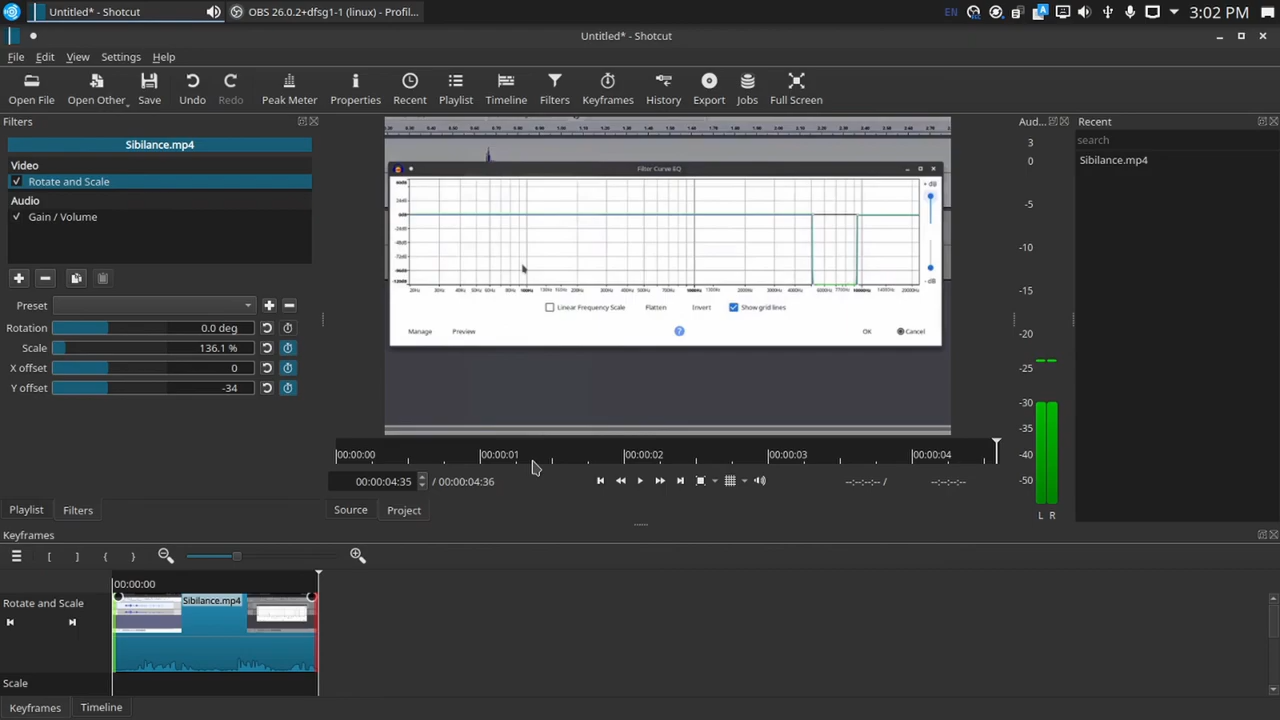 Untitled* - Shotcut
OBS 26.0.2+dfsg1-1 (linux) - Profil...
EN
3:02 PM
Untitled* - Shotcut
File Edit View Settings Help
Open File Open Other... Save Undo Redo Peak Meter Properties Recent Playlist Timeline Filters Keyframes History Export Jobs Full Screen
Filters
Sibilance.mp4
Video
Rotate and Scale
Audio
Gain / Volume
Preset
Rotation 0.0 deg
Scale 136.1 %
X offset 0
Y offset -34
Playlist Filters
Filter Curve EQ
+ dB
- dB
Linear Frequency Scale Flatten Invert Show grid lines
Manage Preview ? OK Cancel
00:00:00 00:00:01 00:00:02 00:00:03 00:00:04
00:00:04:35 / 00:00:04:36 --:--:--:-- / --:--:--:--
Source Project
Aud...
3
0
-5
-10
-15
-20
-25
-30
-35
-40
-45
-50
L R
Recent
search
Sibilance.mp4
Keyframes
00:00:00
Rotate and Scale
Sibilance.mp4
Scale
Keyframes Timeline